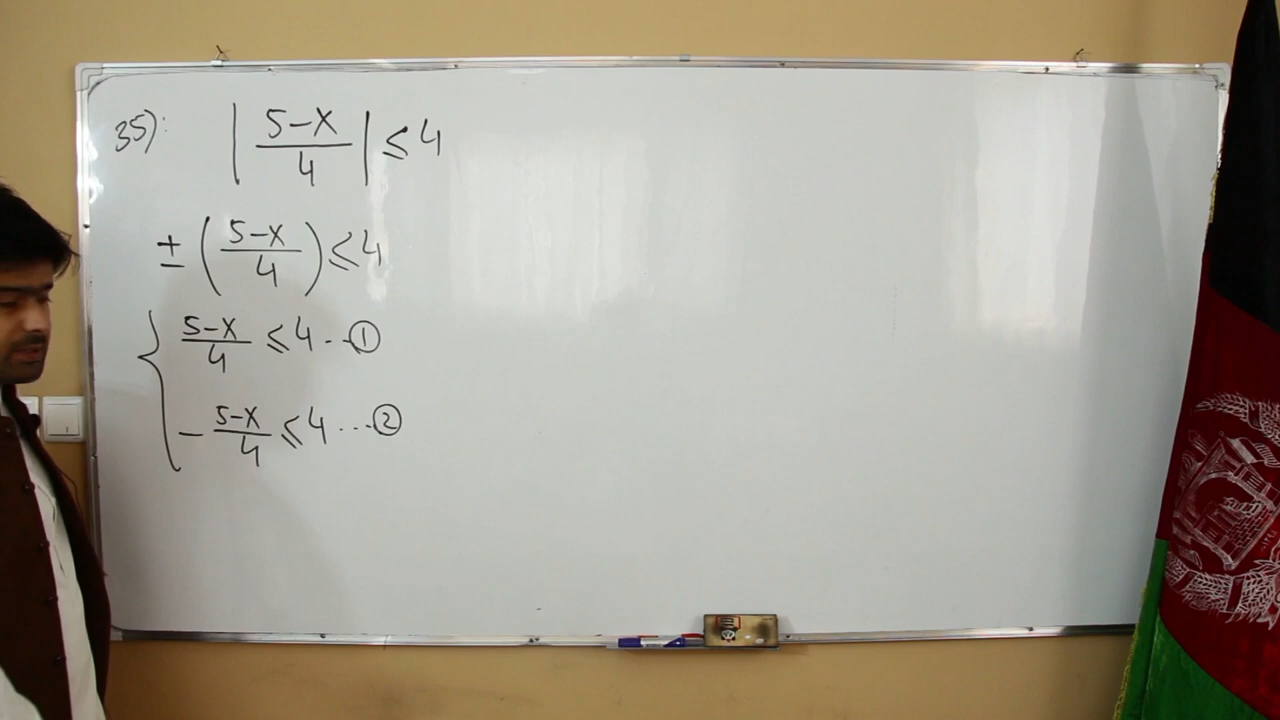 35): | 5-x / 4 | ≤ 4
± ( 5-x / 4 ) ≤ 4
{ 5-x / 4 ≤ 4 ... ①
- 5-x / 4 ≤ 4 ... ②